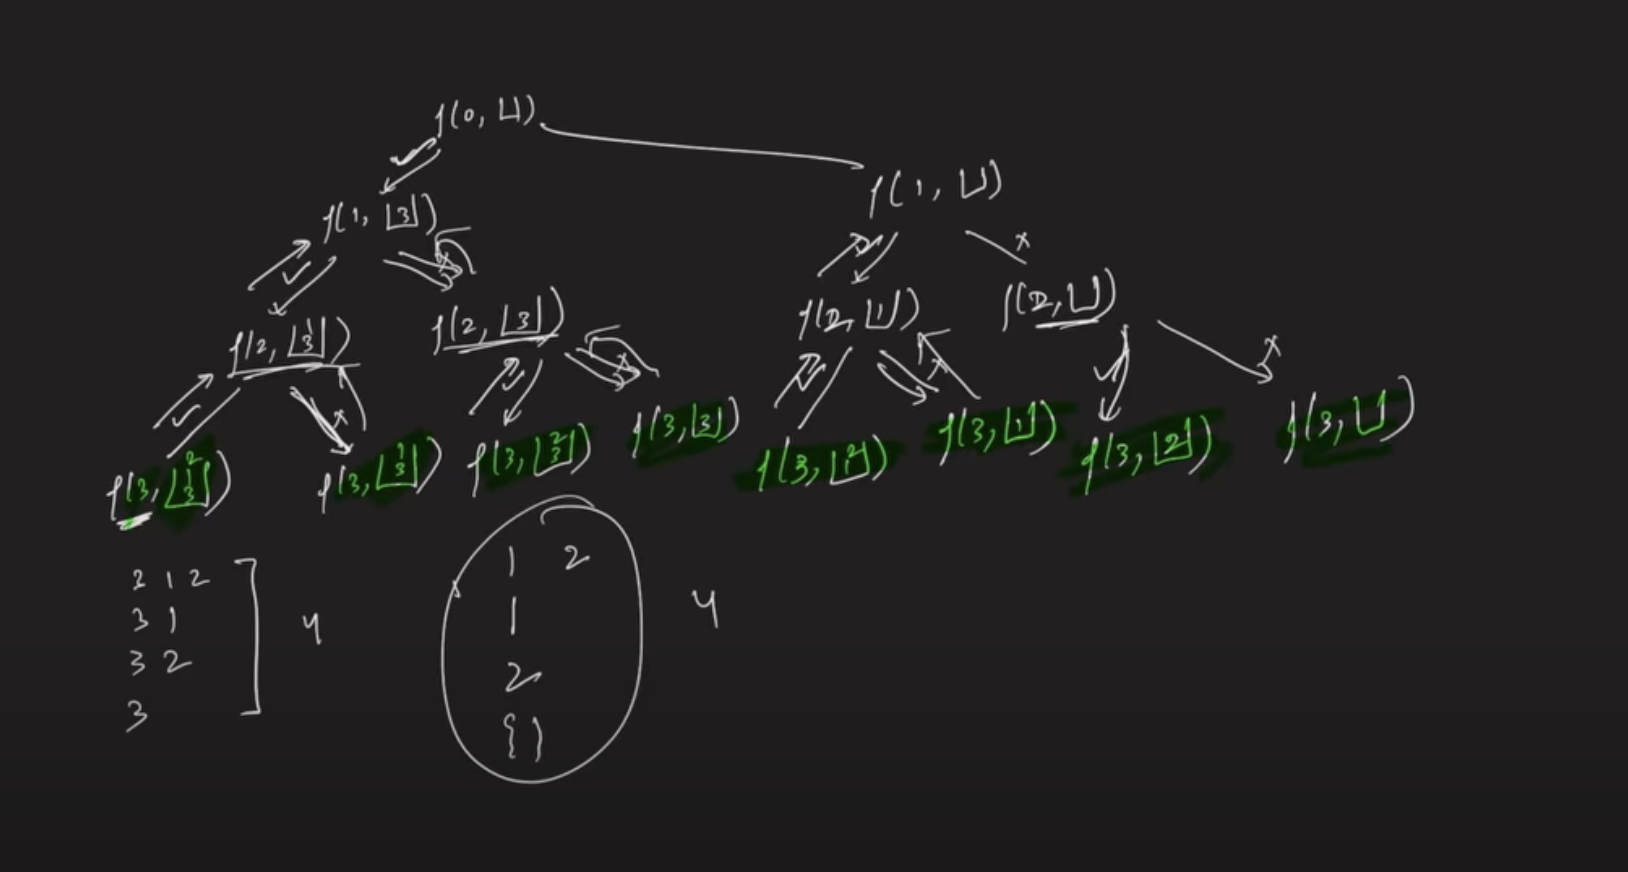 f(0, ⊔)
f(1, ⊔)
f(1, |3|)
f(2, |1 3|)
f(2, |3|)
f(2, |1|)
f(2, ⊔)
f(3, |2 1 3|)
f(3, |1 3|)
f(3, |2 3|)
f(3, |3|)
f(3, |2 1|)
f(3, |1|)
f(3, |2|)
f(3, ⊔)
3 1 2
3 1
3 2
3
4
1 2
1
2
{ }
4